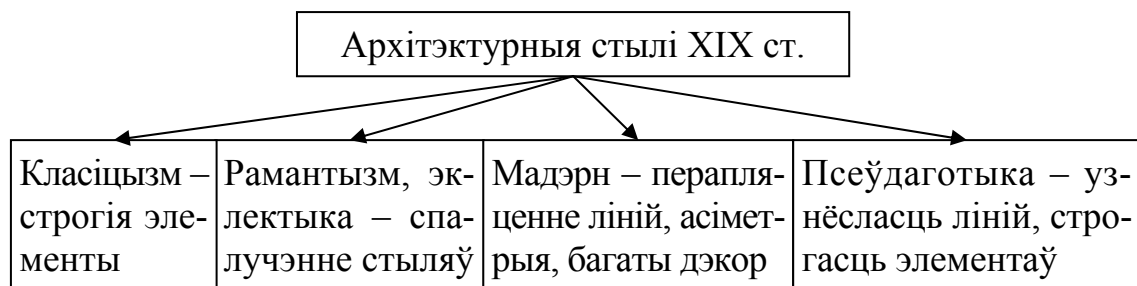 Архітэктурныя стылі XIX ст.
Класіцызм –
строгія эле-
менты
Рамантызм, эк-
лектыка – спа-
лучэнне стыляў
Мадэрн – перапля-
ценне ліній, асімет-
рыя, багаты дэкор
Псеўдаготыка – уз-
нёсласць ліній, стро-
гасць элементаў